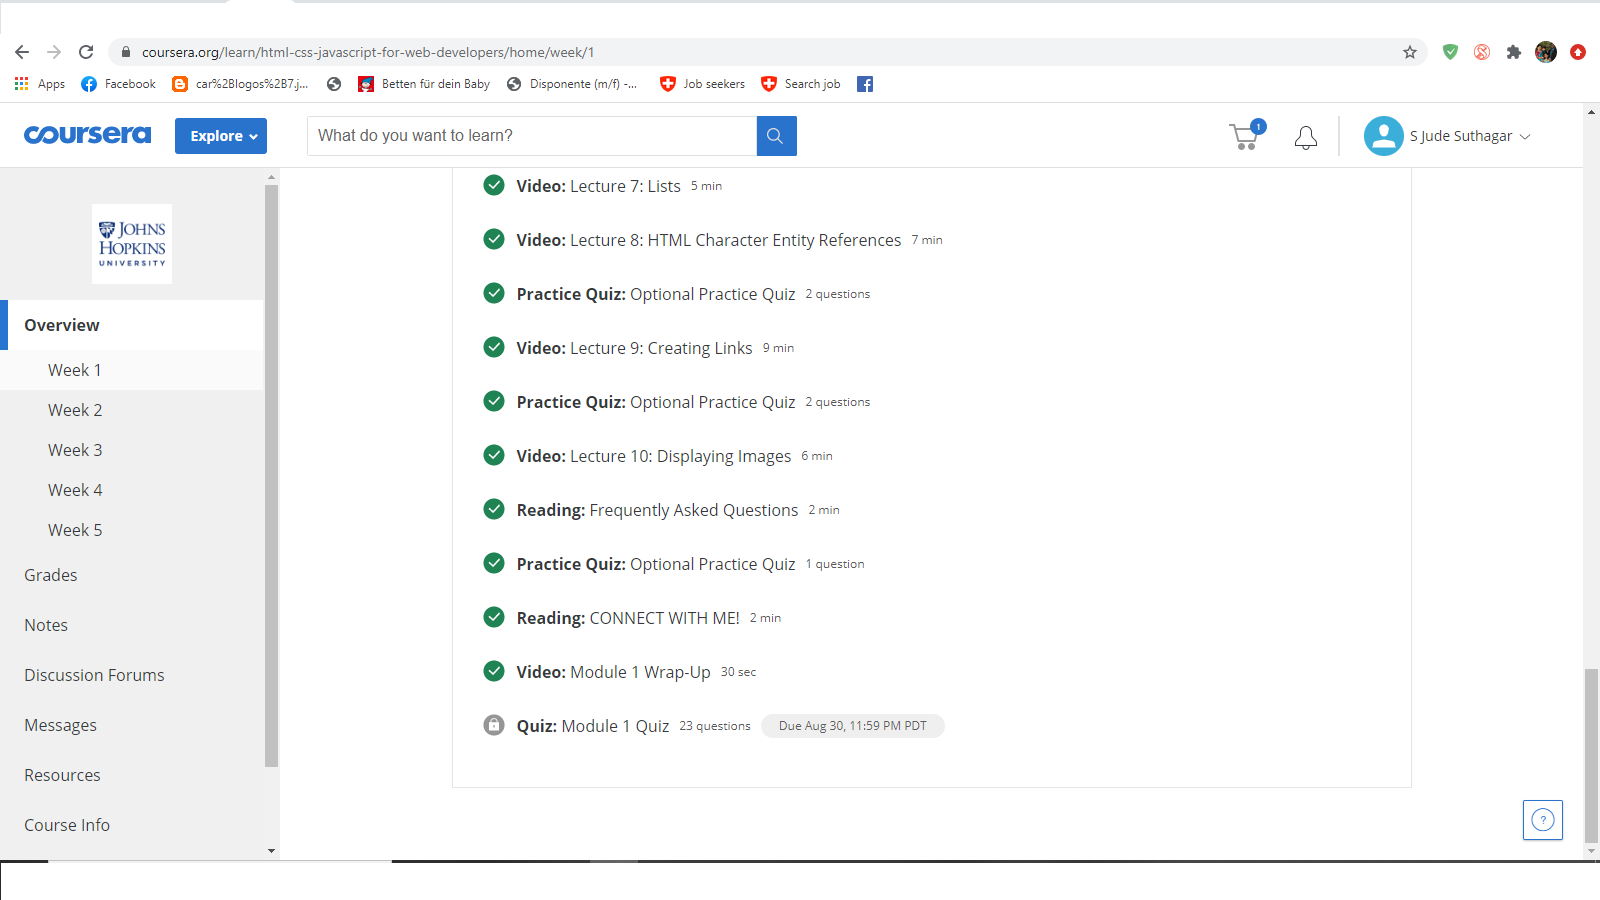 coursera.org/learn/html-css-javascript-for-web-developers/home/week/1
Apps Facebook car%2Blogos%2B7.j... Betten für dein Baby Disponente (m/f) -... Job seekers Search job
coursera Explore What do you want to learn? 1 S Jude Suthagar
JOHNS
HOPKINS
UNIVERSITY
Overview
Week 1
Week 2
Week 3
Week 4
Week 5
Grades
Notes
Discussion Forums
Messages
Resources
Course Info
Video: Lecture 7: Lists 5 min
Video: Lecture 8: HTML Character Entity References 7 min
Practice Quiz: Optional Practice Quiz 2 questions
Video: Lecture 9: Creating Links 9 min
Practice Quiz: Optional Practice Quiz 2 questions
Video: Lecture 10: Displaying Images 6 min
Reading: Frequently Asked Questions 2 min
Practice Quiz: Optional Practice Quiz 1 question
Reading: CONNECT WITH ME! 2 min
Video: Module 1 Wrap-Up 30 sec
Quiz: Module 1 Quiz 23 questions Due Aug 30, 11:59 PM PDT
?